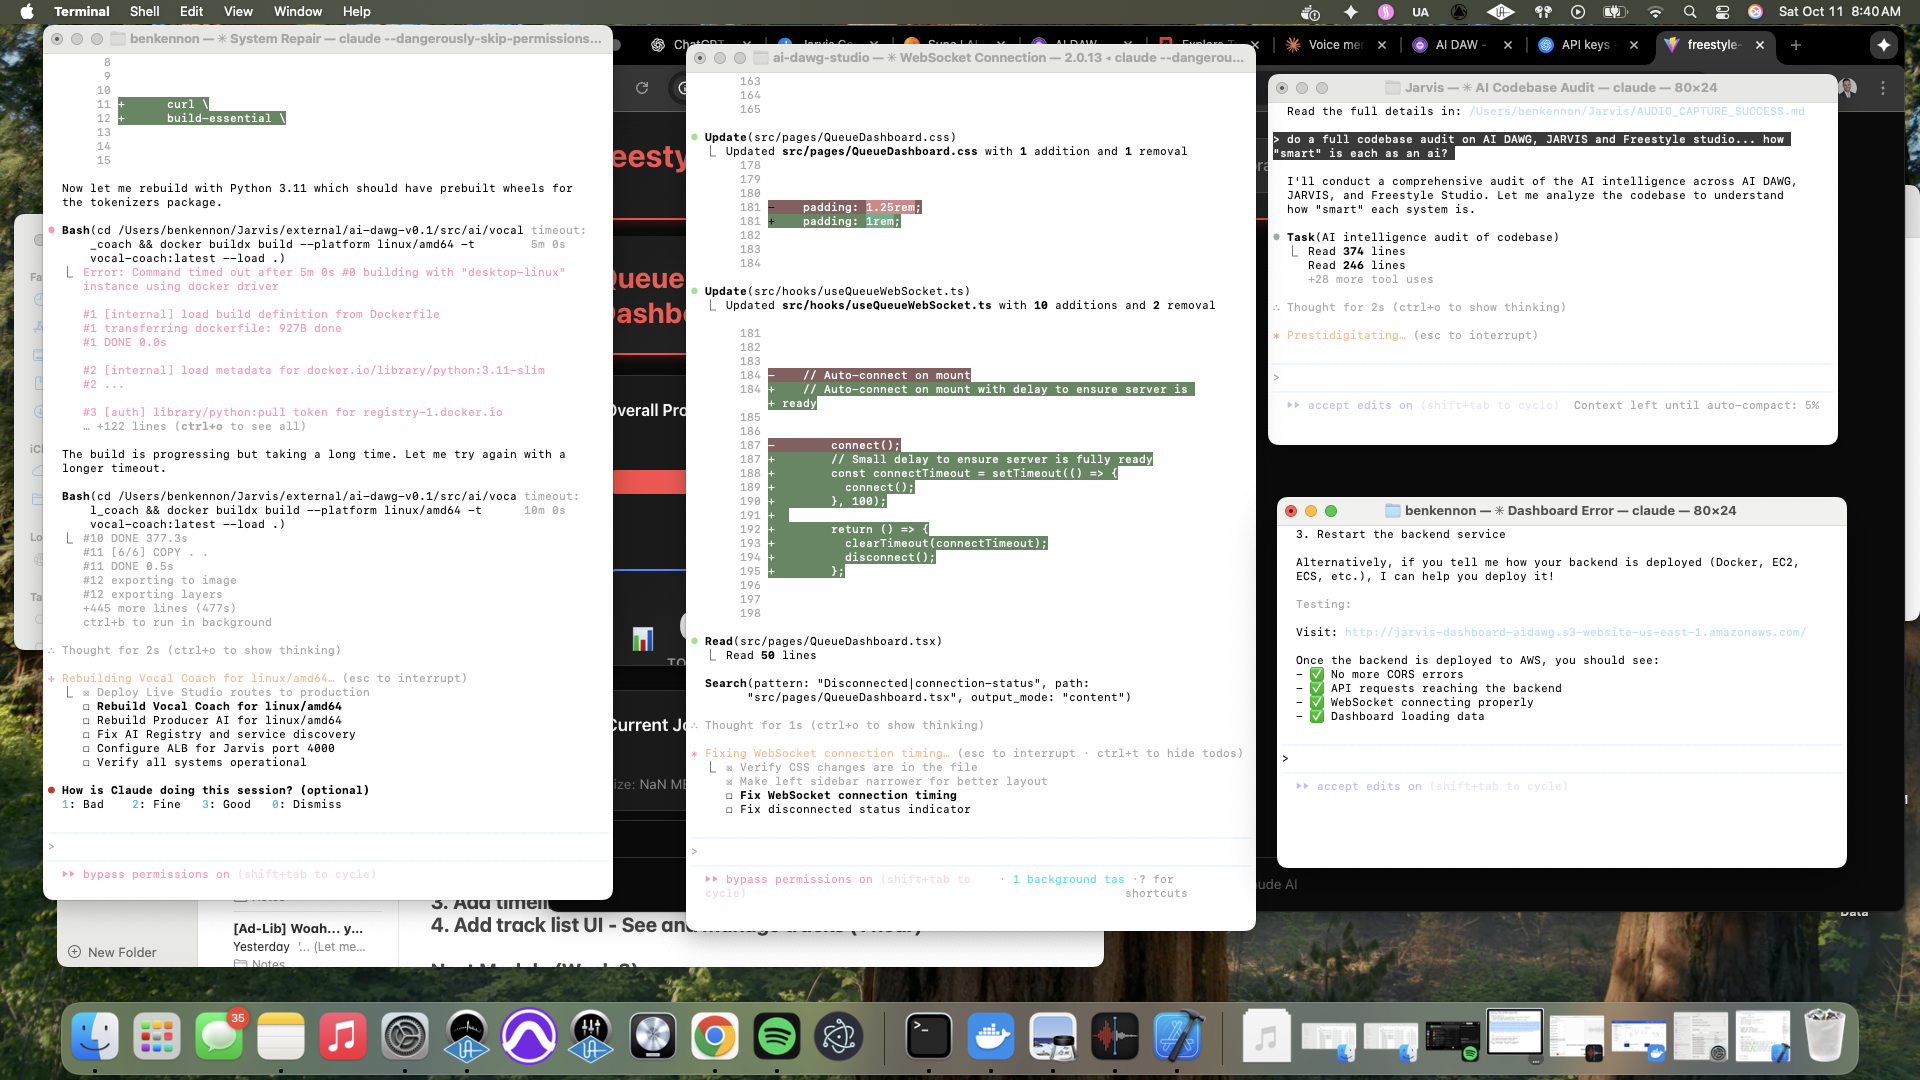 Terminal Shell Edit View Window Help
UA Sat Oct 11 8:40 AM
benkennon — ✳ System Repair — claude --dangerously-skip-permissions...
8
9
10
11 + curl \
12 + build-essential \
13
14
15
Now let me rebuild with Python 3.11 which should have prebuilt wheels for
the tokenizers package.
Bash(cd /Users/benkennon/Jarvis/external/ai-dawg-v0.1/src/ai/vocal timeout:
_coach && docker buildx build --platform linux/amd64 -t 5m 0s
vocal-coach:latest --load .)
Error: Command timed out after 5m 0s #0 building with "desktop-linux"
instance using docker driver
#1 [internal] load build definition from Dockerfile
#1 transferring dockerfile: 927B done
#1 DONE 0.0s
#2 [internal] load metadata for docker.io/library/python:3.11-slim
#2 ...
#3 [auth] library/python:pull token for registry-1.docker.io
… +122 lines (ctrl+o to see all)
The build is progressing but taking a long time. Let me try again with a
longer timeout.
Bash(cd /Users/benkennon/Jarvis/external/ai-dawg-v0.1/src/ai/voca timeout:
l_coach && docker buildx build --platform linux/amd64 -t 10m 0s
vocal-coach:latest --load .)
#10 DONE 377.3s
#11 [6/6] COPY . .
#11 DONE 0.5s
#12 exporting to image
#12 exporting layers
+445 more lines (477s)
ctrl+b to run in background
∴ Thought for 2s (ctrl+o to show thinking)
Rebuilding Vocal Coach for linux/amd64… (esc to interrupt)
☒ Deploy Live Studio routes to production
☐ Rebuild Vocal Coach for linux/amd64
☐ Rebuild Producer AI for linux/amd64
☐ Fix AI Registry and service discovery
☐ Configure ALB for Jarvis port 4000
☐ Verify all systems operational
● How is Claude doing this session? (optional)
1: Bad 2: Fine 3: Good 0: Dismiss
>
bypass permissions on (shift+tab to cycle)
ai-dawg-studio — ✳ WebSocket Connection — 2.0.13 ◂ claude --dangerou...
163
164
165
Update(src/pages/QueueDashboard.css)
Updated src/pages/QueueDashboard.css with 1 addition and 1 removal
178
179
180
181 - padding: 1.25rem;
181 + padding: 1rem;
182
183
184
Update(src/hooks/useQueueWebSocket.ts)
Updated src/hooks/useQueueWebSocket.ts with 10 additions and 2 removal
181
182
183
184 - // Auto-connect on mount
184 + // Auto-connect on mount with delay to ensure server is
+ ready
185
186
187 - connect();
187 + // Small delay to ensure server is fully ready
188 + const connectTimeout = setTimeout(() => {
189 + connect();
190 + }, 100);
191 +
192 + return () => {
193 + clearTimeout(connectTimeout);
194 + disconnect();
195 + };
196
197
198
Read(src/pages/QueueDashboard.tsx)
Read 50 lines
Search(pattern: "Disconnected|connection-status", path:
"src/pages/QueueDashboard.tsx", output_mode: "content")
∴ Thought for 1s (ctrl+o to show thinking)
Fixing WebSocket connection timing… (esc to interrupt · ctrl+t to hide todos)
☒ Verify CSS changes are in the file
☒ Make left sidebar narrower for better layout
☐ Fix WebSocket connection timing
☐ Fix disconnected status indicator
>
bypass permissions on (shift+tab to · 1 background tas · ? for
cycle) shortcuts
Voice mer AI DAW - API keys - freestyle-
Jarvis — ✳ AI Codebase Audit — claude — 80×24
Read the full details in: /Users/benkennon/Jarvis/AUDIO_CAPTURE_SUCCESS.md
> do a full codebase audit on AI DAWG, JARVIS and Freestyle studio... how
"smart" is each as an ai?
I'll conduct a comprehensive audit of the AI intelligence across AI DAWG,
JARVIS, and Freestyle Studio. Let me analyze the codebase to understand
how "smart" each system is.
Task(AI intelligence audit of codebase)
Read 374 lines
Read 246 lines
+28 more tool uses
∴ Thought for 2s (ctrl+o to show thinking)
Prestidigitating… (esc to interrupt)
>
accept edits on (shift+tab to cycle) Context left until auto-compact: 5%
benkennon — ✳ Dashboard Error — claude — 80×24
3. Restart the backend service
Alternatively, if you tell me how your backend is deployed (Docker, EC2,
ECS, etc.), I can help you deploy it!
Testing:
Visit: http://jarvis-dashboard-aidawg.s3-website-us-east-1.amazonaws.com/
Once the backend is deployed to AWS, you should see:
- ✅ No more CORS errors
- ✅ API requests reaching the backend
- ✅ WebSocket connecting properly
- ✅ Dashboard loading data
>
accept edits on (shift+tab to cycle)
eesty
Queue
Dashbo
Overall Pro
Current Jo
ize: NaN ME
ude AI
Data
3. Add timeli
4. Add track list UI - See and manage tracks (1 hour)
[Ad-Lib] Woah... y...
Yesterday '... (Let me...
Notes
New Folder
35